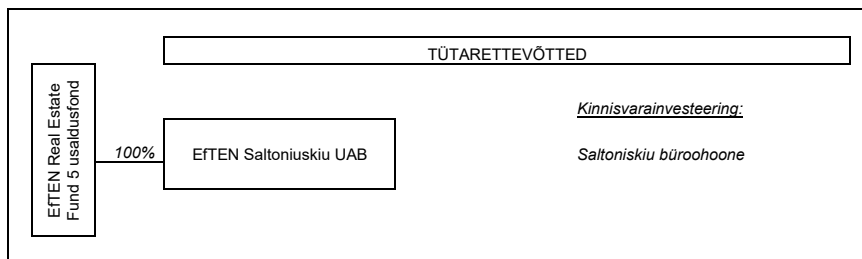 TÜTARETTEVÕTTED
EfTEN Real Estate
Fund 5 usaldusfond
100%
EfTEN Saltoniuskiu UAB
Kinnisvarainvesteering:
Saltoniskiu büroohoone